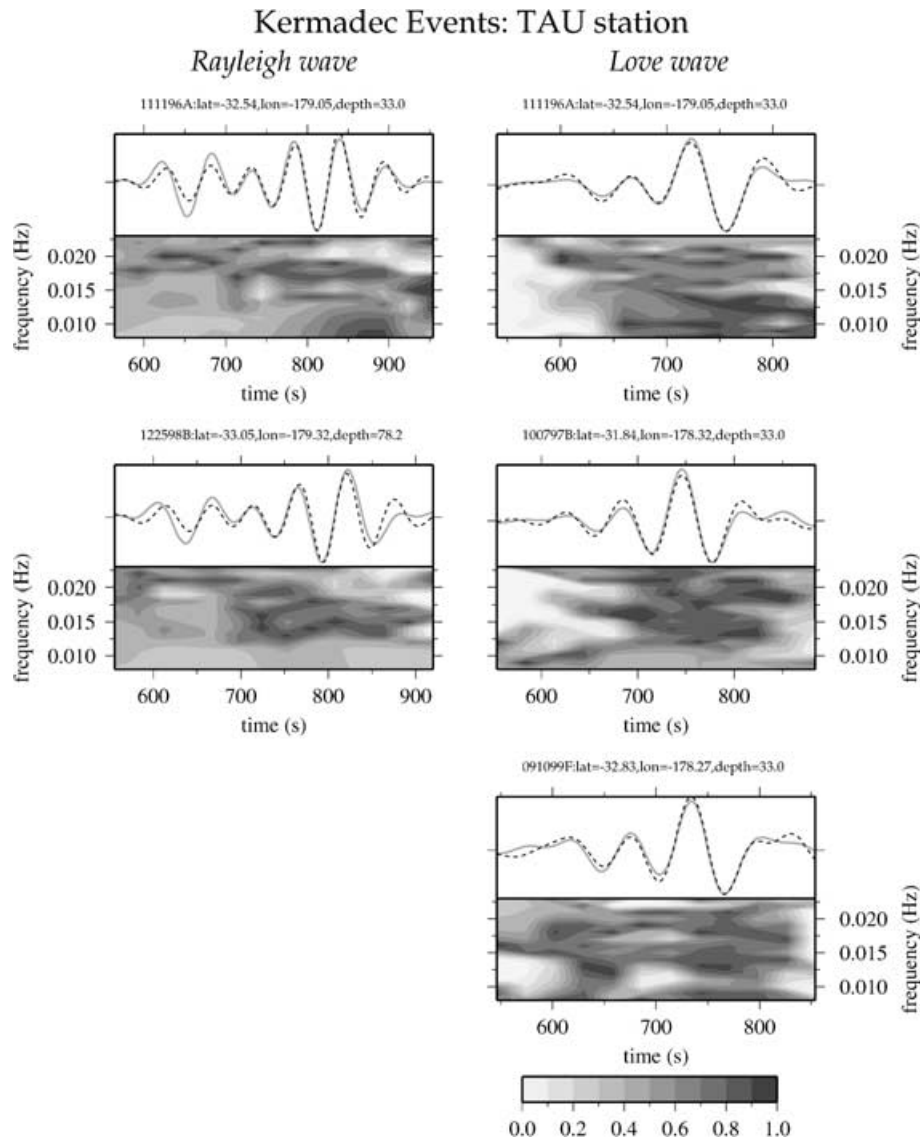 Kermadec Events: TAU station
Rayleigh wave
Love wave
111196A:lat=-32.54,lon=-179.05,depth=33.0
frequency (Hz)
0.020
0.015
0.010
600 700 800 900
time (s)
111196A:lat=-32.54,lon=-179.05,depth=33.0
0.020
0.015
0.010
frequency (Hz)
600 700 800
time (s)
122598B:lat=-33.05,lon=-179.32,depth=78.2
frequency (Hz)
0.020
0.015
0.010
600 700 800 900
time (s)
100797B:lat=-31.84,lon=-178.32,depth=33.0
0.020
0.015
0.010
frequency (Hz)
600 700 800
time (s)
091099F:lat=-32.83,lon=-178.27,depth=33.0
0.020
0.015
0.010
frequency (Hz)
600 700 800
time (s)
0.0 0.2 0.4 0.6 0.8 1.0